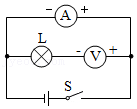 - A +
L - V +
S